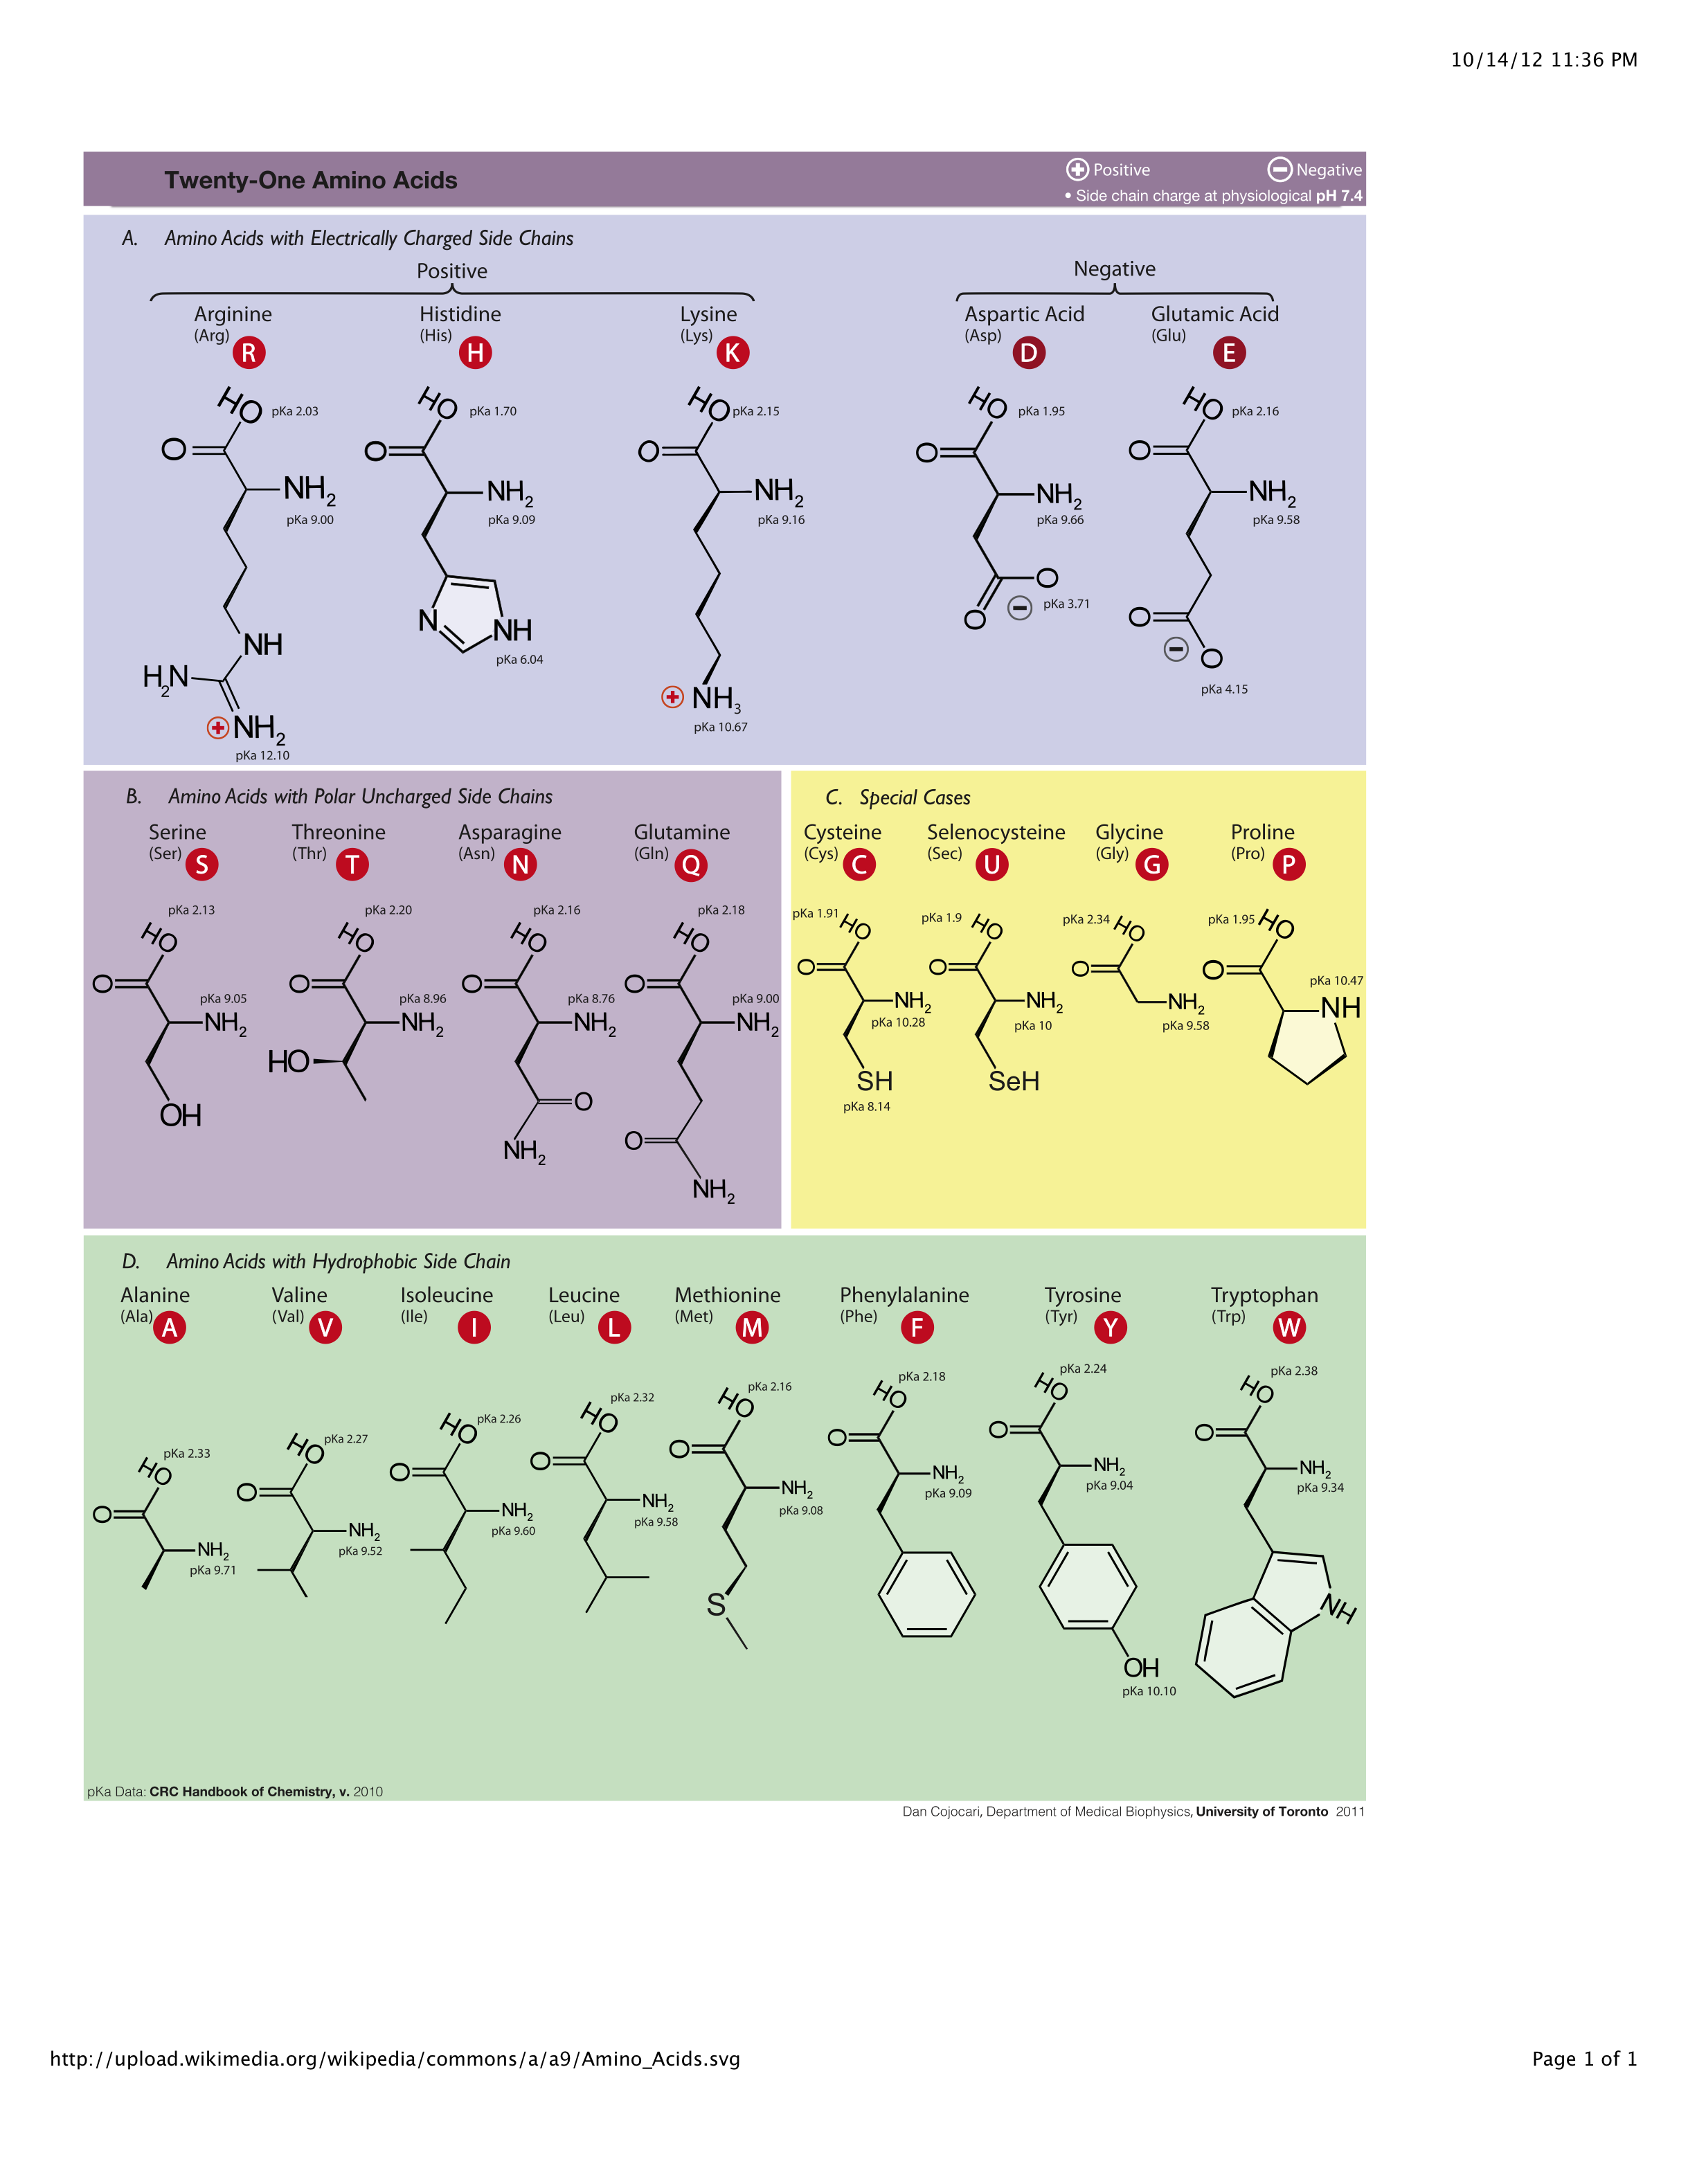 10/14/12 11:36 PM
Twenty-One Amino Acids
+ Positive − Negative
• Side chain charge at physiological pH 7.4
A. Amino Acids with Electrically Charged Side Chains
Positive
Negative
Arginine
(Arg) R
Histidine
(His) H
Lysine
(Lys) K
Aspartic Acid
(Asp) D
Glutamic Acid
(Glu) E
HO pKa 2.03
O
NH2
pKa 9.00
NH
H2N
+ NH2
pKa 12.10
HO pKa 1.70
O
NH2
pKa 9.09
N
NH
pKa 6.04
HO pKa 2.15
O
NH2
pKa 9.16
+ NH3
pKa 10.67
HO pKa 1.95
O
NH2
pKa 9.66
O
− pKa 3.71
O
HO pKa 2.16
O
NH2
pKa 9.58
O
− O
pKa 4.15
B. Amino Acids with Polar Uncharged Side Chains
Serine
(Ser) S
Threonine
(Thr) T
Asparagine
(Asn) N
Glutamine
(Gln) Q
pKa 2.13
HO
O
pKa 9.05
NH2
OH
pKa 2.20
HO
O
pKa 8.96
NH2
HO
pKa 2.16
HO
O
pKa 8.76
NH2
O
NH2
pKa 2.18
HO
O
pKa 9.00
NH2
O
NH2
C. Special Cases
Cysteine
(Cys) C
Selenocysteine
(Sec) U
Glycine
(Gly) G
Proline
(Pro) P
pKa 1.91 HO
O
NH2
pKa 10.28
SH
pKa 8.14
pKa 1.9 HO
O
NH2
pKa 10
SeH
pKa 2.34 HO
O
NH2
pKa 9.58
pKa 1.95 HO
O
pKa 10.47
NH
D. Amino Acids with Hydrophobic Side Chain
Alanine
(Ala) A
Valine
(Val) V
Isoleucine
(Ile) I
Leucine
(Leu) L
Methionine
(Met) M
Phenylalanine
(Phe) F
Tyrosine
(Tyr) Y
Tryptophan
(Trp) W
pKa 2.33
HO
O
NH2
pKa 9.71
pKa 2.27
HO
O
NH2
pKa 9.52
pKa 2.26
HO
O
NH2
pKa 9.60
pKa 2.32
HO
O
NH2
pKa 9.58
pKa 2.16
HO
O
NH2
pKa 9.08
S
pKa 2.18
HO
O
NH2
pKa 9.09
pKa 2.24
HO
O
NH2
pKa 9.04
OH
pKa 10.10
pKa 2.38
HO
O
NH2
pKa 9.34
NH
pKa Data: CRC Handbook of Chemistry, v. 2010
Dan Cojocari, Department of Medical Biophysics, University of Toronto 2011
http://upload.wikimedia.org/wikipedia/commons/a/a9/Amino_Acids.svg
Page 1 of 1